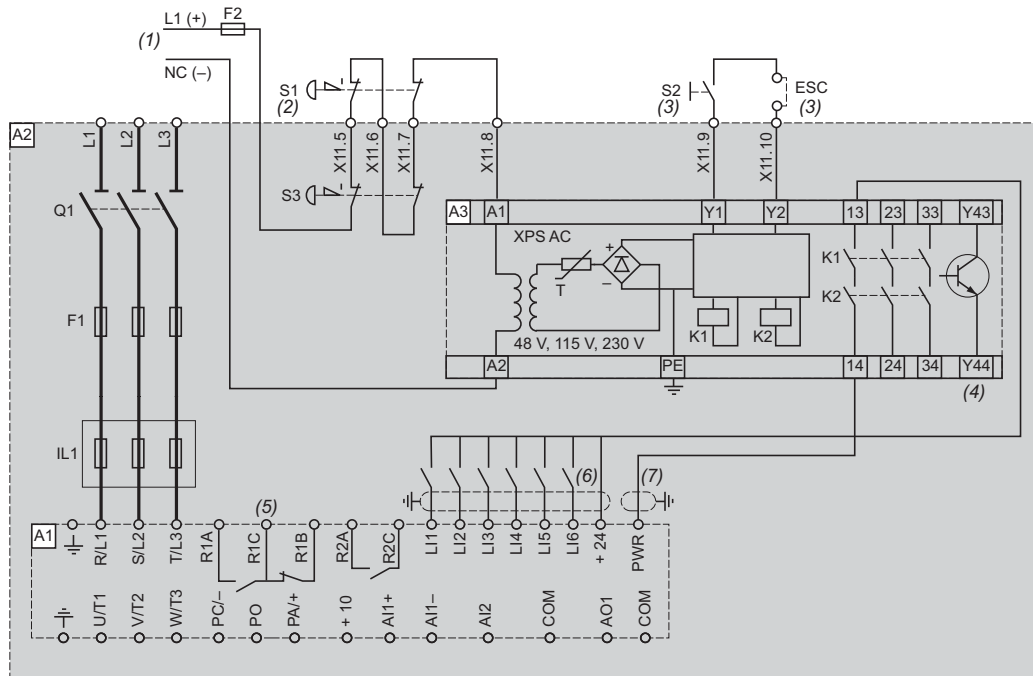 L1 (+)
F2
(1)
NC (–)
S1
(2)
S2
(3)
ESC
(3)
A2
L1
L2
L3
X11.5
X11.6
X11.7
X11.8
X11.9
X11.10
S3
Q1
A3
A1
Y1
Y2
13
23
33
Y43
XPS AC
+
–
T
K1
K2
K1
K2
48 V, 115 V, 230 V
A2
PE
14
24
34
Y44
(4)
F1
IL1
(5)
(6)
(7)
A1
R/L1
S/L2
T/L3
R1A
R1C
R1B
R2A
R2C
LI1
LI2
LI3
LI4
LI5
LI6
+ 24
PWR
U/T1
V/T2
W/T3
PC/–
PO
PA/+
+ 10
AI1+
AI1–
AI2
COM
AO1
COM